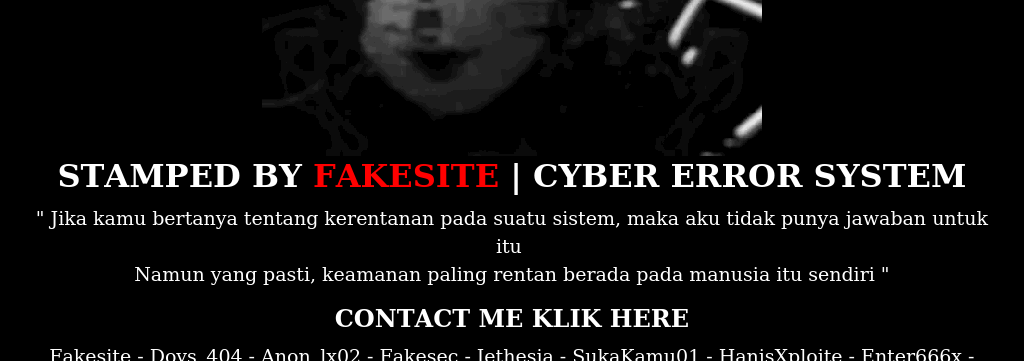 STAMPED BY FAKESITE | CYBER ERROR SYSTEM
" Jika kamu bertanya tentang kerentanan pada suatu sistem, maka aku tidak punya jawaban untuk
itu
Namun yang pasti, keamanan paling rentan berada pada manusia itu sendiri "
CONTACT ME KLIK HERE
Fakesite - Doys_404 - Anon_lx02 - Fakesec - Jethesia - SukaKamu01 - HanisXploite - Enter666x -